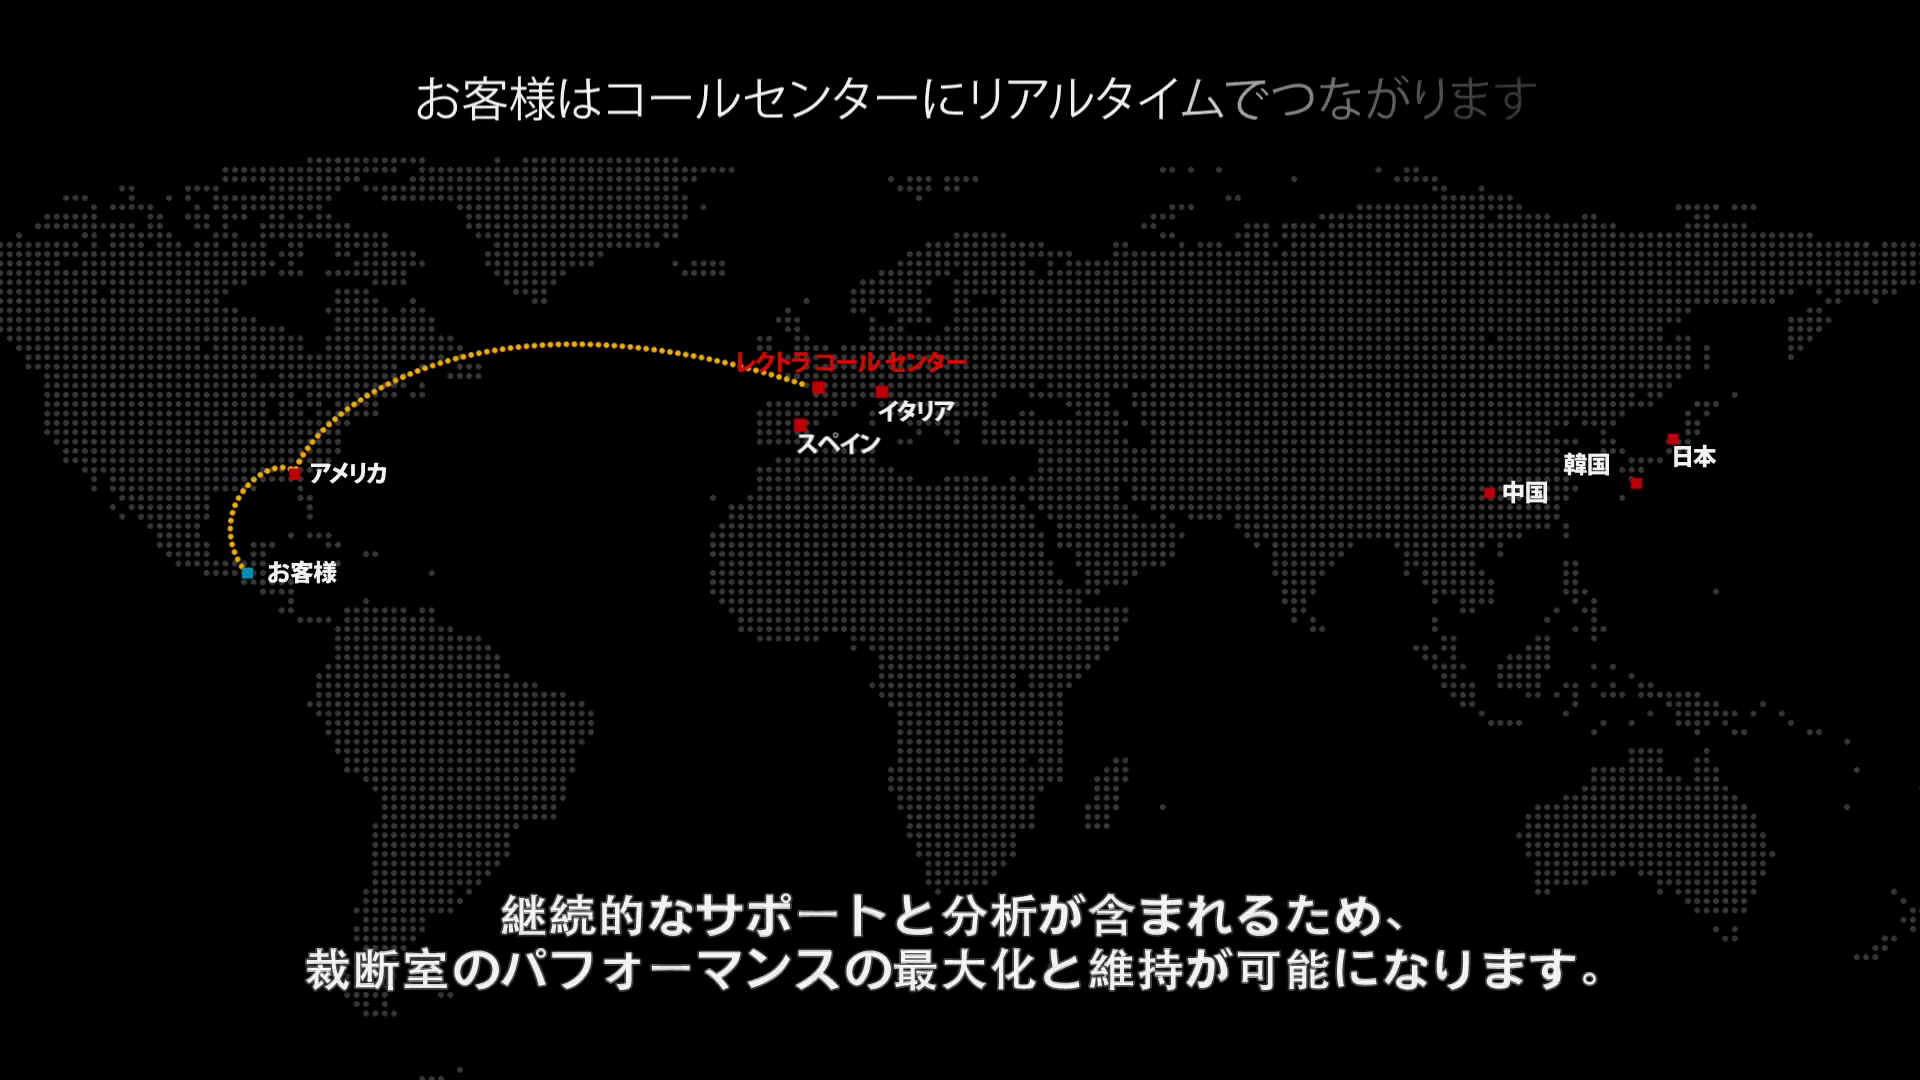 お客様はコールセンターにリアルタイムでつながります
レクトラ コール センター
イタリア
スペイン
アメリカ
日本
韓国
中国
お客様
継続的なサポートと分析が含まれるため、
裁断室のパフォーマンスの最大化と維持が可能になります。